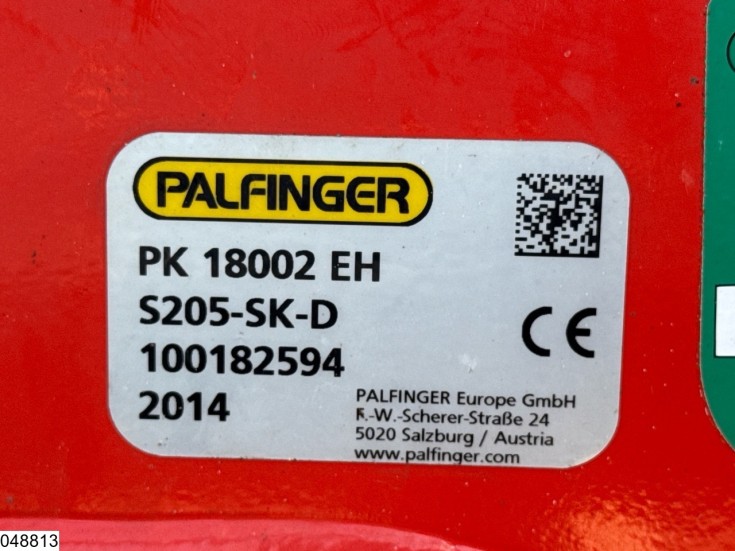 PALFINGER
PK 18002 EH
S205-SK-D
100182594
2014
CE
PALFINGER Europe GmbH
F.-W.-Scherer-Straße 24
5020 Salzburg / Austria
www.palfinger.com
048813